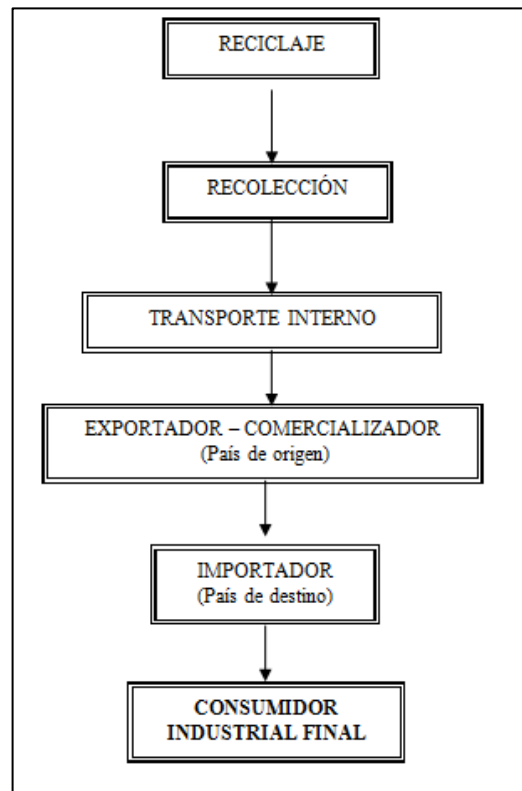 RECICLAJE
RECOLECCIÓN
TRANSPORTE INTERNO
EXPORTADOR – COMERCIALIZADOR
(País de origen)
IMPORTADOR
(País de destino)
CONSUMIDOR
INDUSTRIAL FINAL